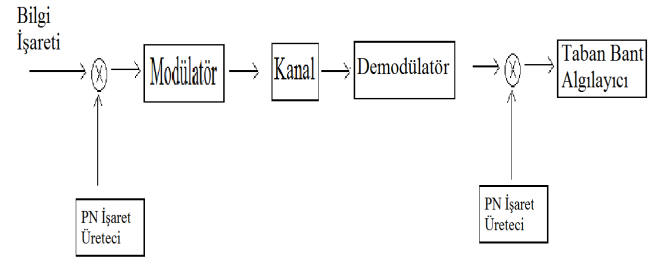 Bilgi
İşareti
X
Modülatör
Kanal
Demodülatör
X
Taban Bant
Algılayıcı
PN İşaret
Üreteci
PN İşaret
Üreteci